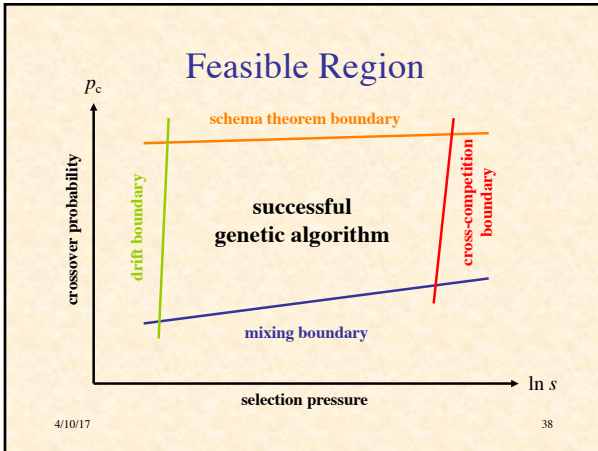 Feasible Region
p_c
schema theorem boundary
crossover probability
drift boundary
successful
genetic algorithm
cross-competition
boundary
mixing boundary
ln s
selection pressure
4/10/17
38